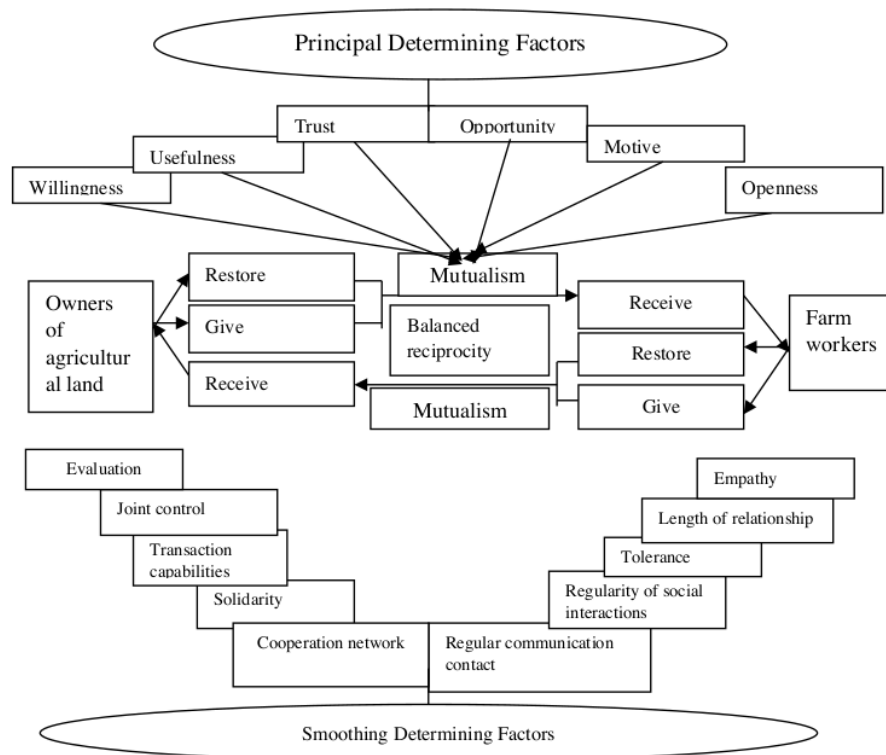 Principal Determining Factors
Trust
Opportunity
Usefulness
Motive
Willingness
Openness
Mutualism
Restore
Owners
of
agricultur
al land
Give
Receive
Balanced
reciprocity
Receive
Restore
Give
Farm
workers
Mutualism
Evaluation
Joint control
Transaction
capabilities
Solidarity
Cooperation network
Empathy
Length of relationship
Tolerance
Regularity of social
interactions
Regular communication
contact
Smoothing Determining Factors